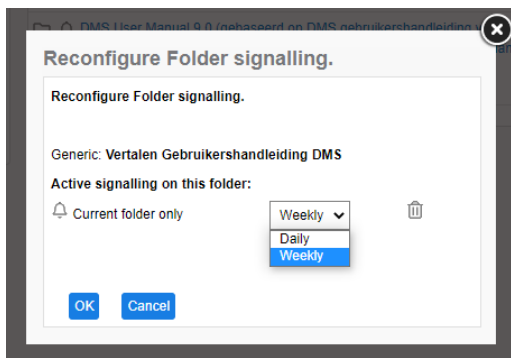 DMS User Manual 9.0 (gebaseerd op DMS gebruikershandleiding
Reconfigure Folder signalling.
Reconfigure Folder signalling.
Generic: Vertalen Gebruikershandleiding DMS
Active signalling on this folder:
Current folder only
Weekly
Daily
Weekly
OK
Cancel